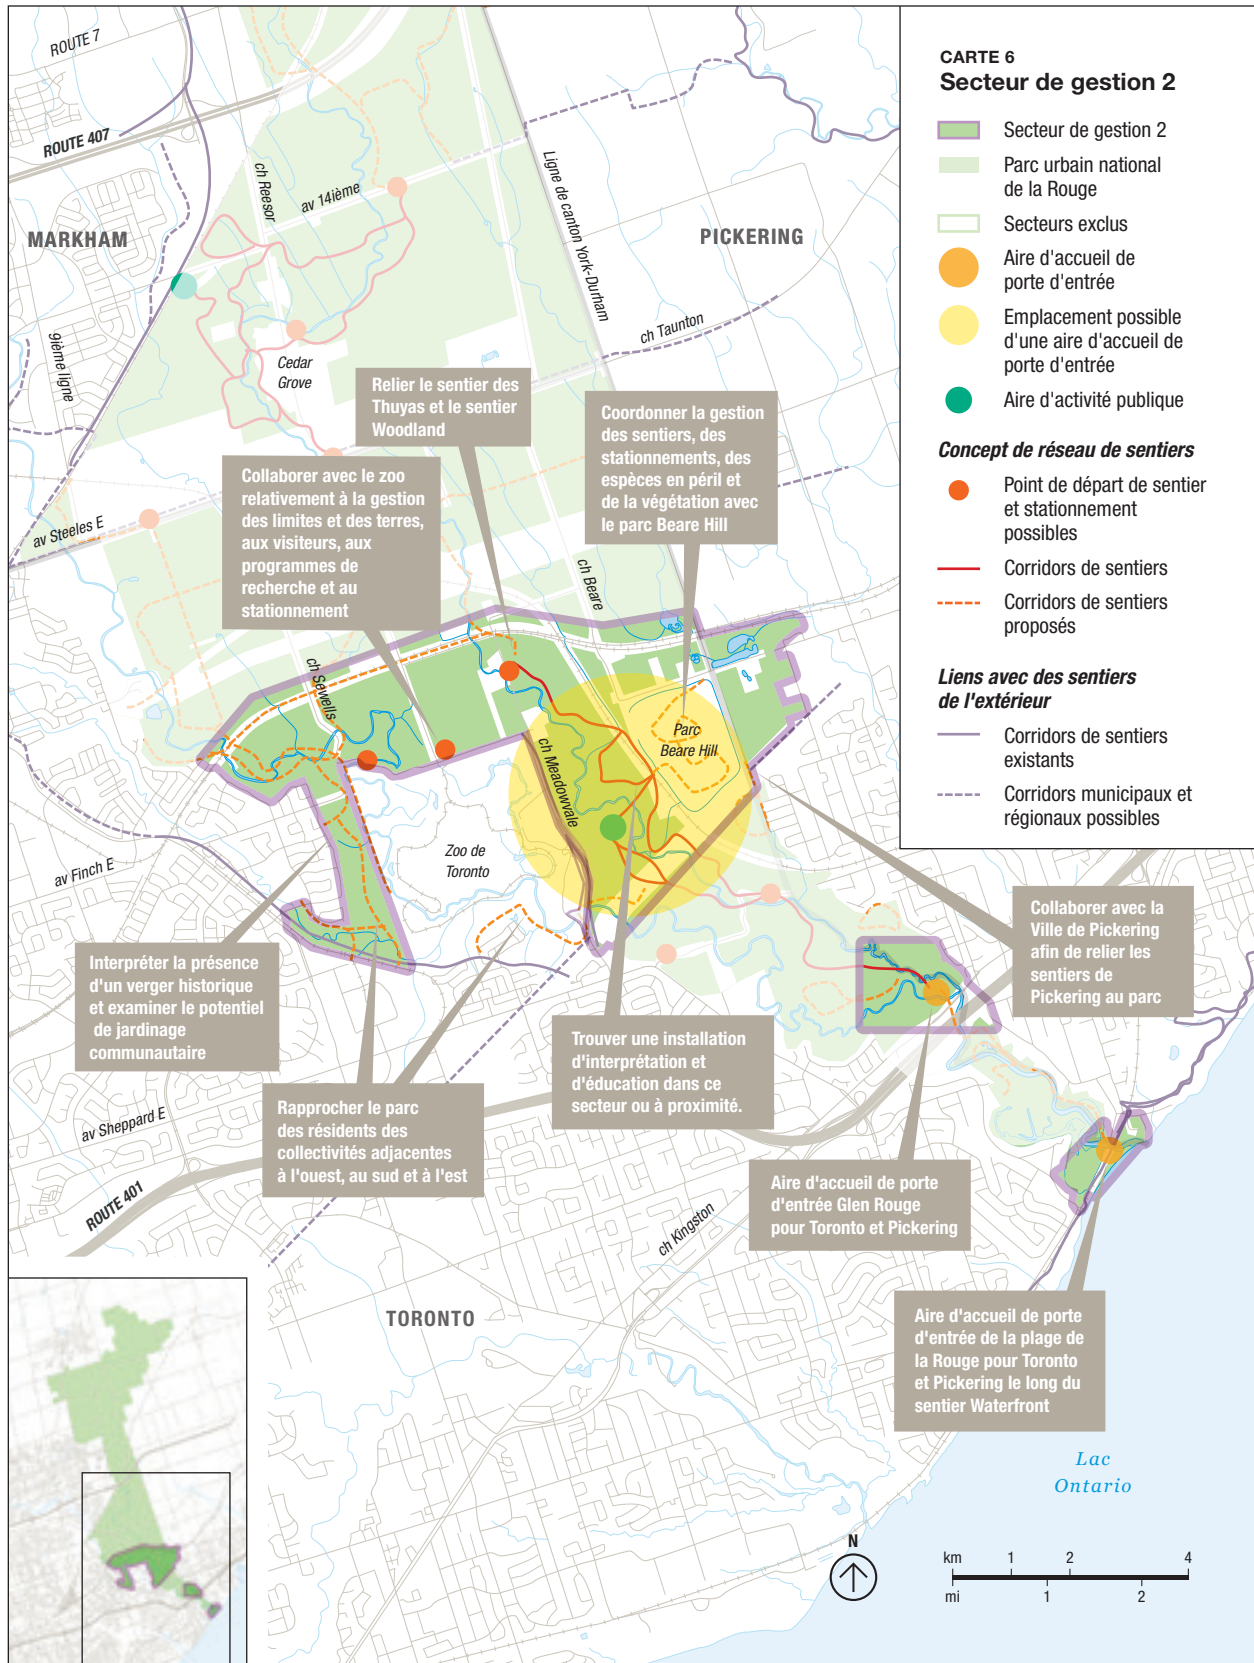 CARTE 6
Secteur de gestion 2
Secteur de gestion 2
Parc urbain national
de la Rouge
Secteurs exclus
Aire d'accueil de
porte d'entrée
Emplacement possible
d'une aire d'accueil de
porte d'entrée
Aire d'activité publique
Concept de réseau de sentiers
Point de départ de sentier
et stationnement
possibles
Corridors de sentiers
Corridors de sentiers
proposés
Liens avec des sentiers
de l'extérieur
Corridors de sentiers
existants
Corridors municipaux et
régionaux possibles
ROUTE 7
ROUTE 407
MARKHAM
ch Reesor
av 14ième
Ligne de canton York-Durham
PICKERING
ch Taunton
9ième ligne
Cedar
Grove
av Steeles E
Relier le sentier des
Thuyas et le sentier
Woodland
Coordonner la gestion
des sentiers, des
stationnements, des
espèces en péril et
de la végétation avec
le parc Beare Hill
Collaborer avec le zoo
relativement à la gestion
des limites et des terres,
aux visiteurs, aux
programmes de
recherche et au
stationnement
ch Beare
ch Sewells
Parc
Beare Hill
ch Meadowvale
Zoo de
Toronto
av Finch E
Interpréter la présence
d'un verger historique
et examiner le potentiel
de jardinage
communautaire
Collaborer avec la
Ville de Pickering
afin de relier les
sentiers de
Pickering au parc
Trouver une installation
d'interprétation et
d'éducation dans ce
secteur ou à proximité.
Rapprocher le parc
des résidents des
collectivités adjacentes
à l'ouest, au sud et à l'est
av Sheppard E
ROUTE 401
Aire d'accueil de porte
d'entrée Glen Rouge
pour Toronto et Pickering
ch Kingston
TORONTO
Aire d'accueil de porte
d'entrée de la plage de
la Rouge pour Toronto
et Pickering le long du
sentier Waterfront
Lac
Ontario
N
km 1 2 4
mi 1 2